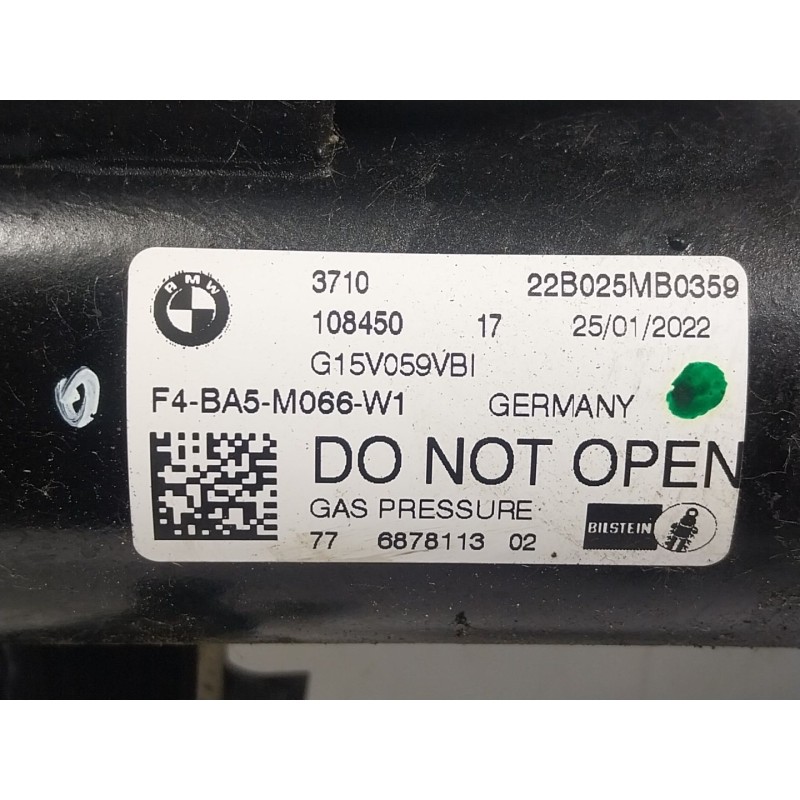 BMW
3710 22B025MB0359
108450 17 25/01/2022
G15V059VBI
F4-BA5-M066-W1 GERMANY
DO NOT OPEN
GAS PRESSURE
BILSTEIN
77 6878113 02